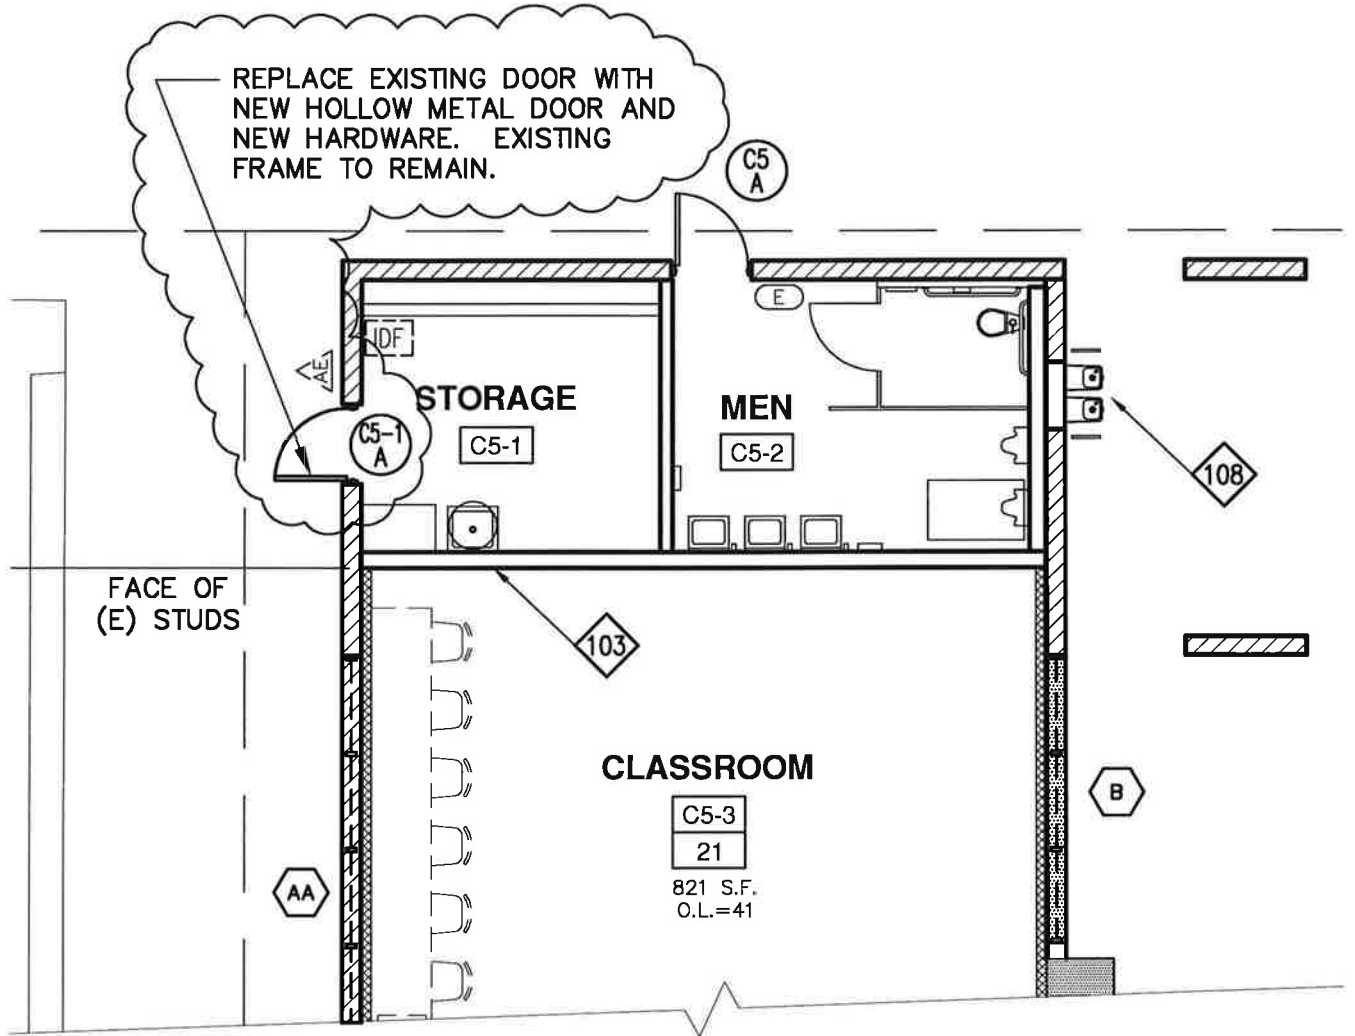 REPLACE EXISTING DOOR WITH
NEW HOLLOW METAL DOOR AND
NEW HARDWARE. EXISTING
FRAME TO REMAIN.
C5
A
E
IDF
AE
STORAGE
C5-1
C5-1
A
MEN
C5-2
108
FACE OF
(E) STUDS
103
CLASSROOM
C5-3
21
821 S.F.
O.L.=41
B
AA